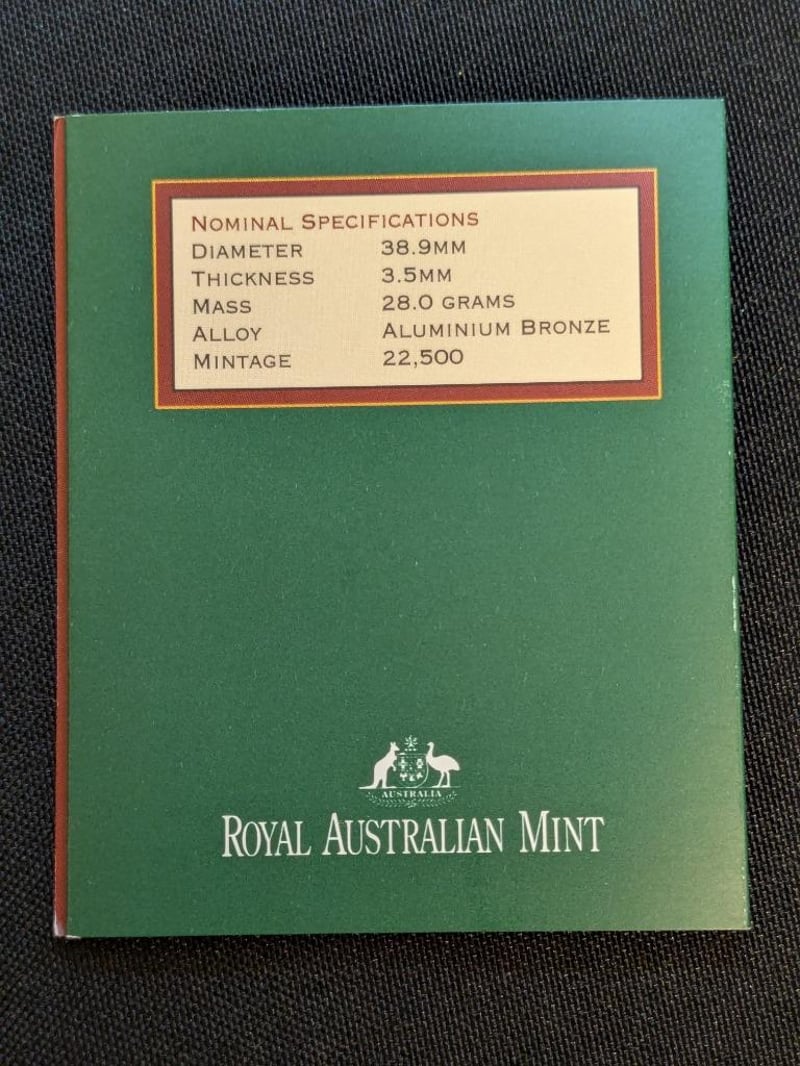 Nominal Specifications
Diameter 38.9mm
Thickness 3.5mm
Mass 28.0 grams
Alloy Aluminium Bronze
Mintage 22,500
AUSTRALIA
Royal Australian Mint